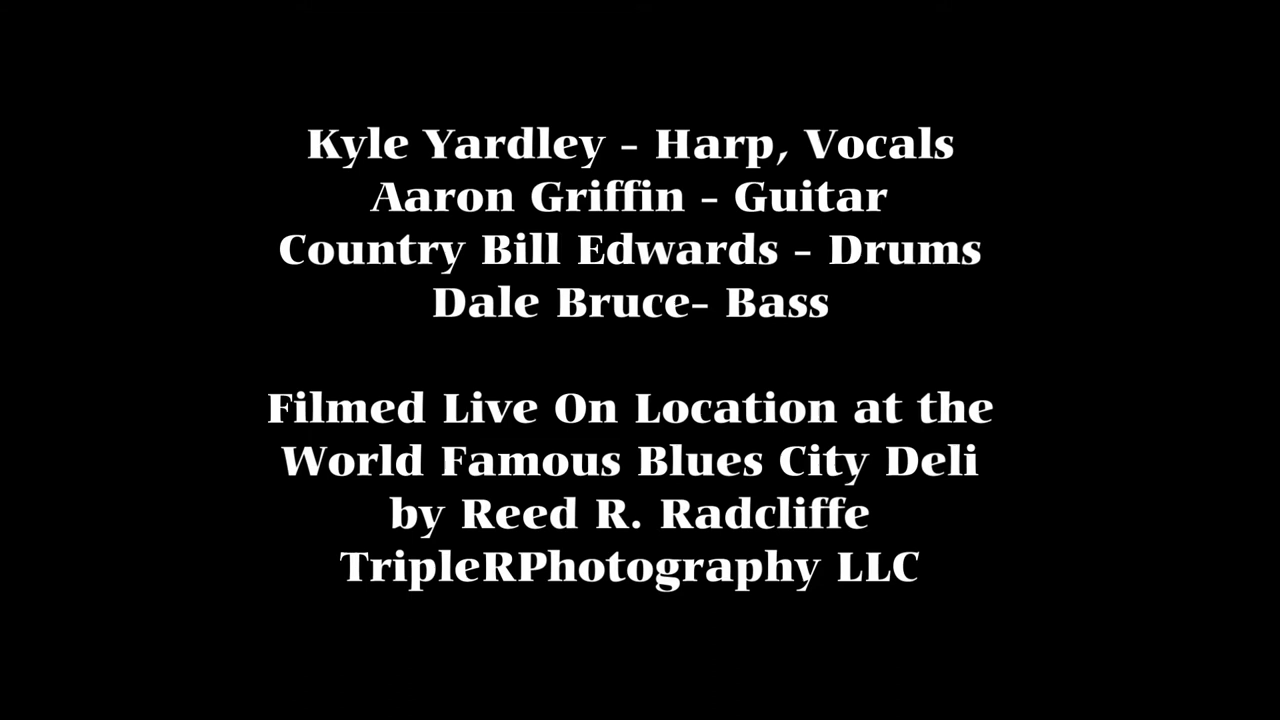 Kyle Yardley - Harp, Vocals
Aaron Griffin - Guitar
Country Bill Edwards - Drums
Dale Bruce- Bass
Filmed Live On Location at the
World Famous Blues City Deli
by Reed R. Radcliffe
TripleRPhotography LLC